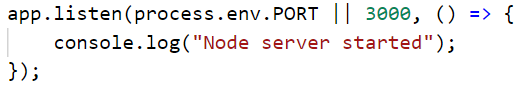 app.listen(process.env.PORT || 3000, () => {
    console.log("Node server started");
});